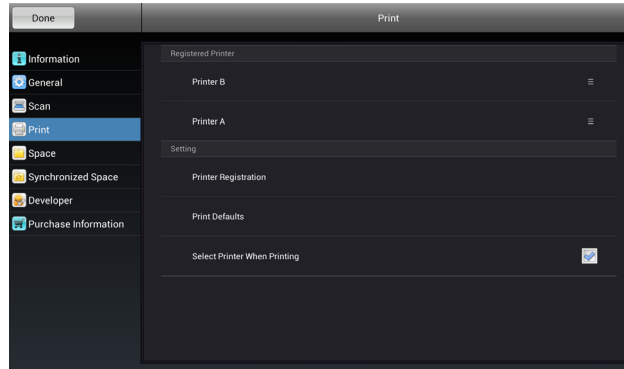 Done
Print
Information
General
Scan
Print
Space
Synchronized Space
Developer
Purchase Information
Registered Printer
Printer B
Printer A
Setting
Printer Registration
Print Defaults
Select Printer When Printing